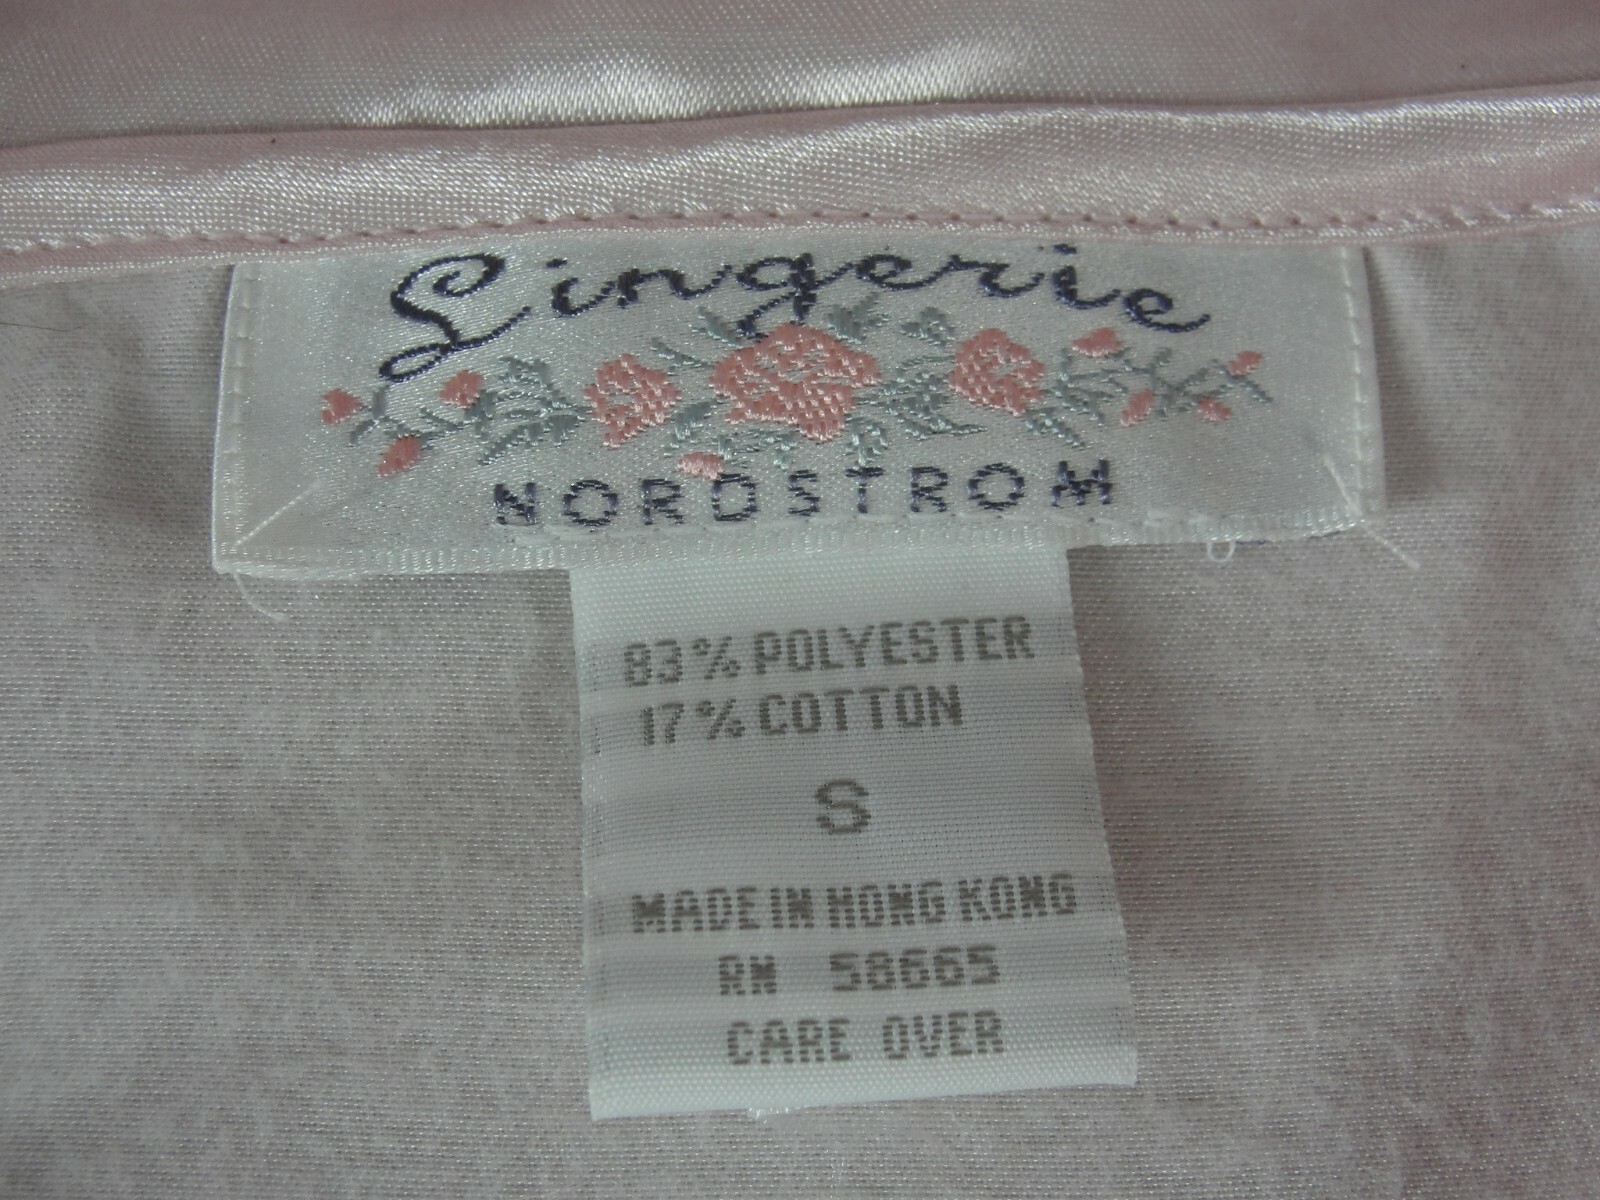 Lingerie
NORDSTROM
83% POLYESTER
17% COTTON
S
MADE IN HONG KONG
RN 58665
CARE OVER